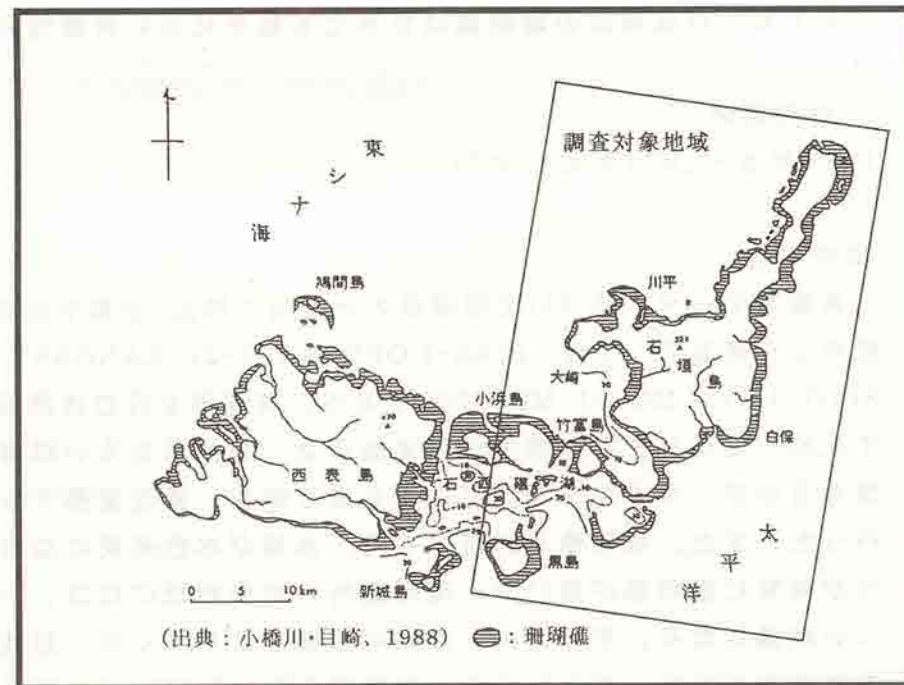 調査対象地域
東シナ海
鳩間島
川平
石垣島
大崎
小浜島
竹富島
白保
西表島
石西礁湖
黒島
新城島
太平洋
0 5 10km
(出典：小橋川・目崎、1988) ：珊瑚礁